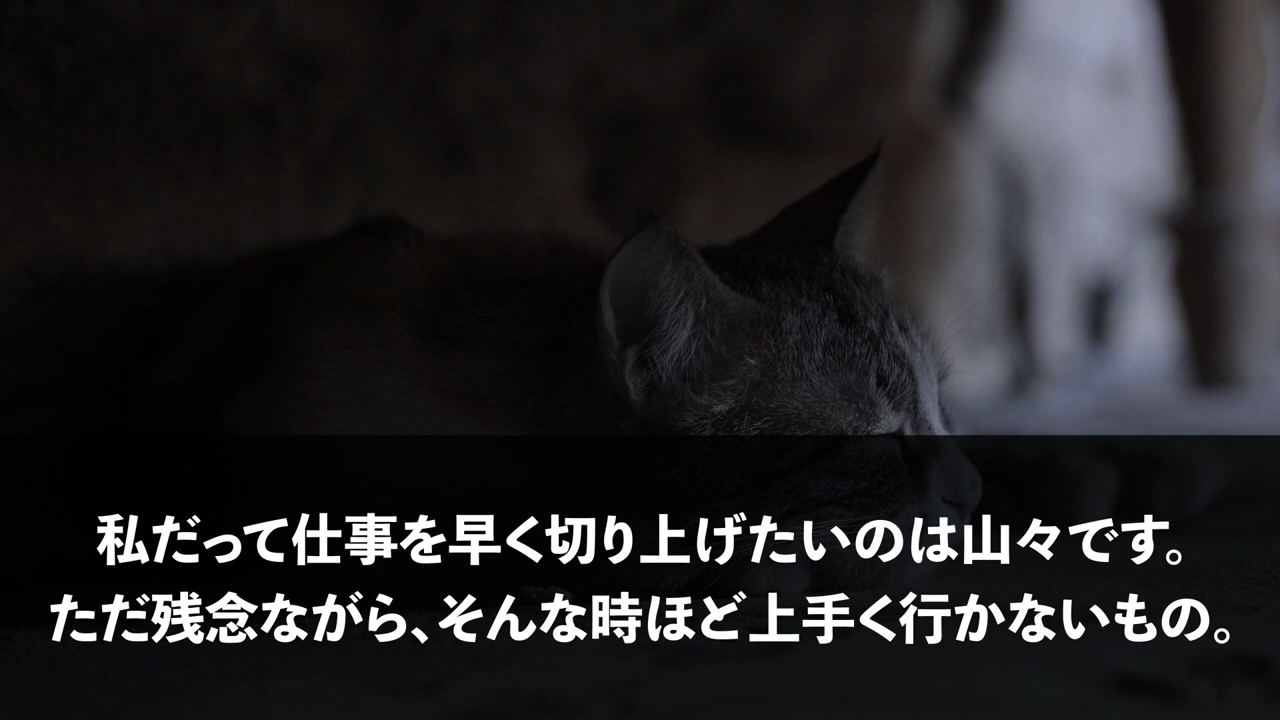 私だって仕事を早く切り上げたいのは山々です。
ただ残念ながら、そんな時ほど上手く行かないもの。